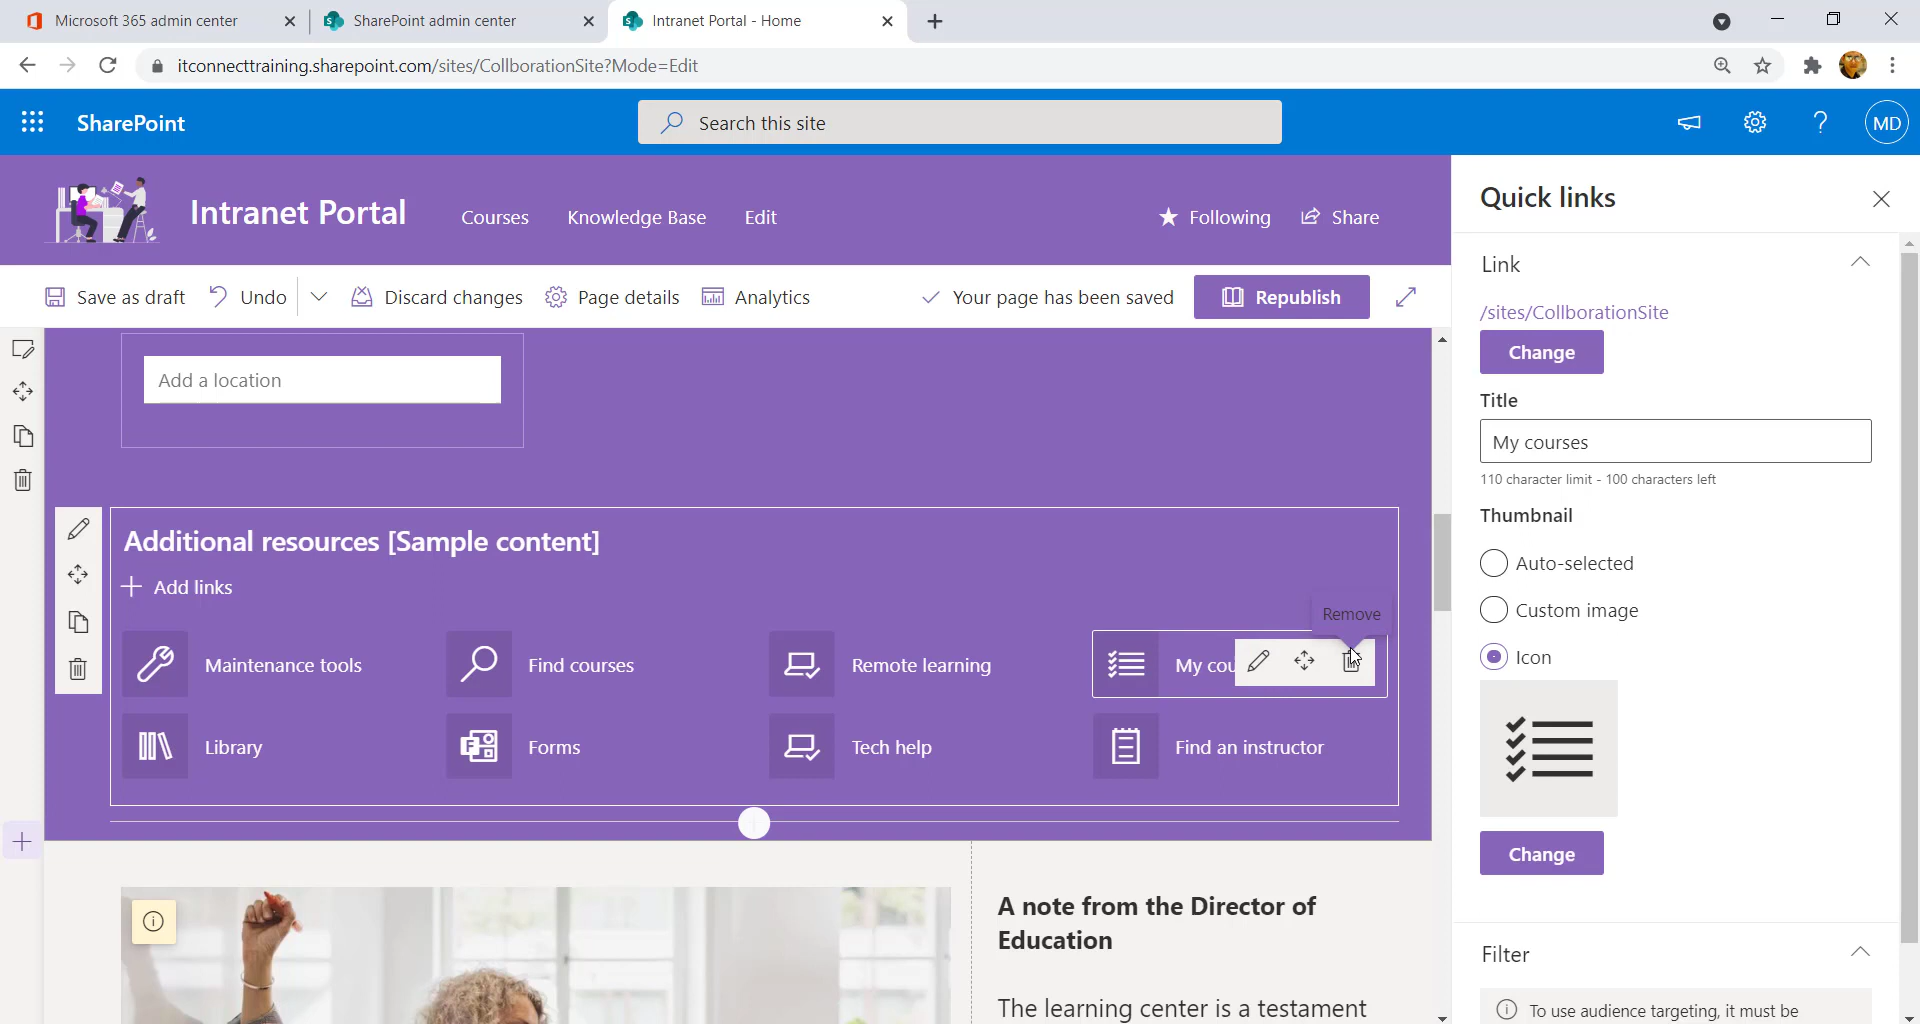 Microsoft 365 admin center
SharePoint admin center
Intranet Portal - Home
itconnecttraining.sharepoint.com/sites/CollborationSite?Mode=Edit
SharePoint
Search this site
MD
Intranet Portal
Courses
Knowledge Base
Edit
Following
Share
Save as draft
Undo
Discard changes
Page details
Analytics
Your page has been saved
Republish
Add a location
Additional resources [Sample content]
Add links
Remove
Maintenance tools
Find courses
Remote learning
My cou
Library
Forms
Tech help
Find an instructor
A note from the Director of
Education
The learning center is a testament
Quick links
Link
/sites/CollborationSite
Change
Title
My courses
110 character limit - 100 characters left
Thumbnail
Auto-selected
Custom image
Icon
Change
Filter
To use audience targeting, it must be